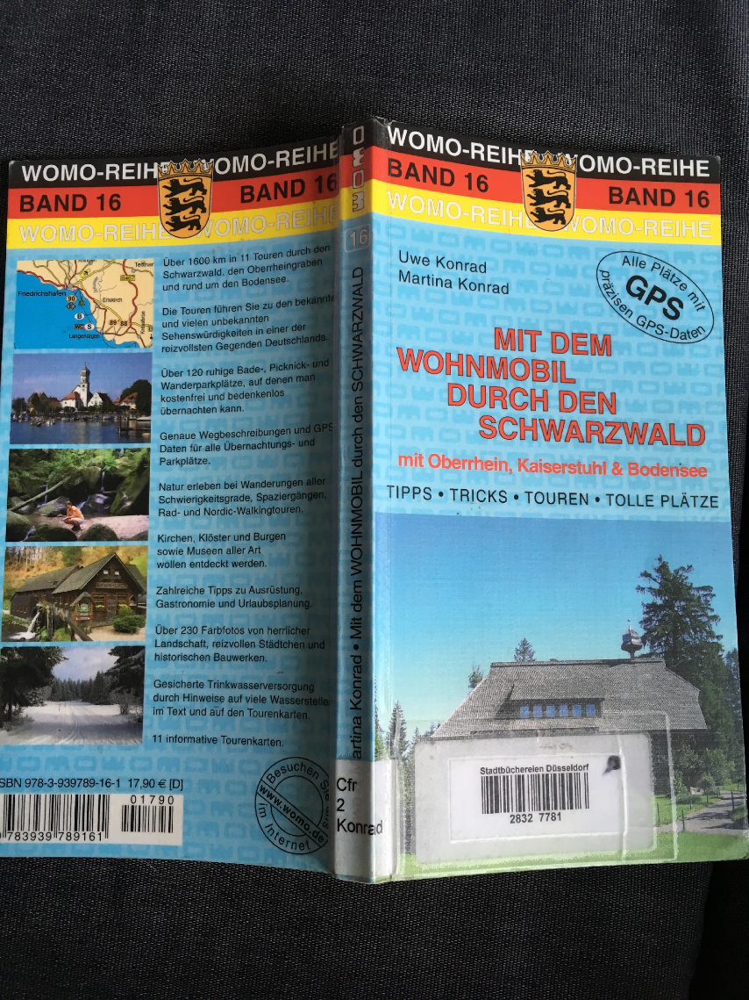 WOMO-REIHE WOMO-REIHE
BAND 16 BAND 16
WOMO-REIHE WOMO-REIHE
Über 1600 km in 11 Touren durch den
Schwarzwald, den Oberrheingraben
und rund um den Bodensee.
Die Touren führen Sie zu den bekannte
und vielen unbekannten
Sehenswürdigkeiten in einer der
reizvollsten Gegenden Deutschlands.
Über 120 ruhige Bade-, Picknick- und
Wanderparkplätze, auf denen man
kostenfrei und bedenkenlos
übernachten kann.
Genaue Wegbeschreibungen und GPS
Daten für alle Übernachtungs- und
Parkplätze.
Natur erleben bei Wanderungen aller
Schwierigkeitsgrade, Spaziergängen,
Rad- und Nordic-Walkingtouren.
Kirchen, Klöster und Burgen
sowie Museen aller Art
wollen entdeckt werden.
Zahlreiche Tipps zu Ausrüstung,
Gastronomie und Urlaubsplanung.
Über 230 Farbfotos von herrlicher
Landschaft, reizvollen Städtchen und
historischen Bauwerken.
Gesicherte Trinkwasserversorgung
durch Hinweise auf viele Wasserstelle
im Text und auf den Tourenkarten.
11 informative Tourenkarten.
Friedrichshafen
Eriskirch
Langenargen
90
B
WC S
89 88
SBN 978-3-939789-16-1 17,90 € [D]
01790
783939 789161
Besuchen Sie
www.womo.de
im Internet
16
artina Konrad • Mit dem WOHNMOBIL durch den SCHWARZWALD
Cfr
2
Konrad
WOMO-REIHE WOMO-REIHE
BAND 16 BAND 16
WOMO-REIHE WOMO-REIHE
Uwe Konrad
Martina Konrad
Alle Plätze mit
GPS
präzisen GPS-Daten
MIT DEM
WOHNMOBIL
DURCH DEN
SCHWARZWALD
mit Oberrhein, Kaiserstuhl & Bodensee
TIPPS • TRICKS • TOUREN • TOLLE PLÄTZE
Stadtbüchereien Düsseldorf
2832 7781